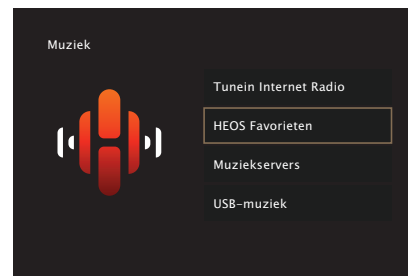 Muziek
Tunein Internet Radio
HEOS Favorieten
Muziekservers
USB-muziek